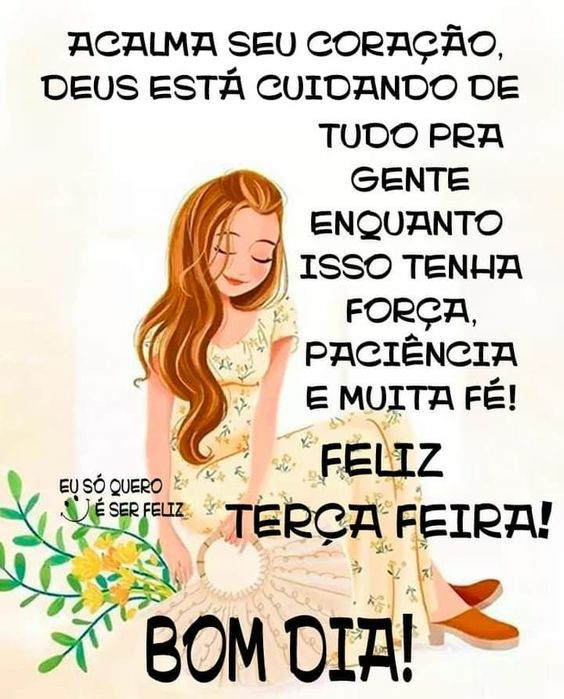 ACALMA SEU CORAÇÃO,
DEUS ESTÁ CUIDANDO DE
TUDO PRA
GENTE
ENQUANTO
ISSO TENHA
FORÇA,
PACIÊNCIA
E MUITA FÉ!
FELIZ
TERÇA FEIRA!
EU SÓ QUERO
É SER FELIZ
BOM DIA!